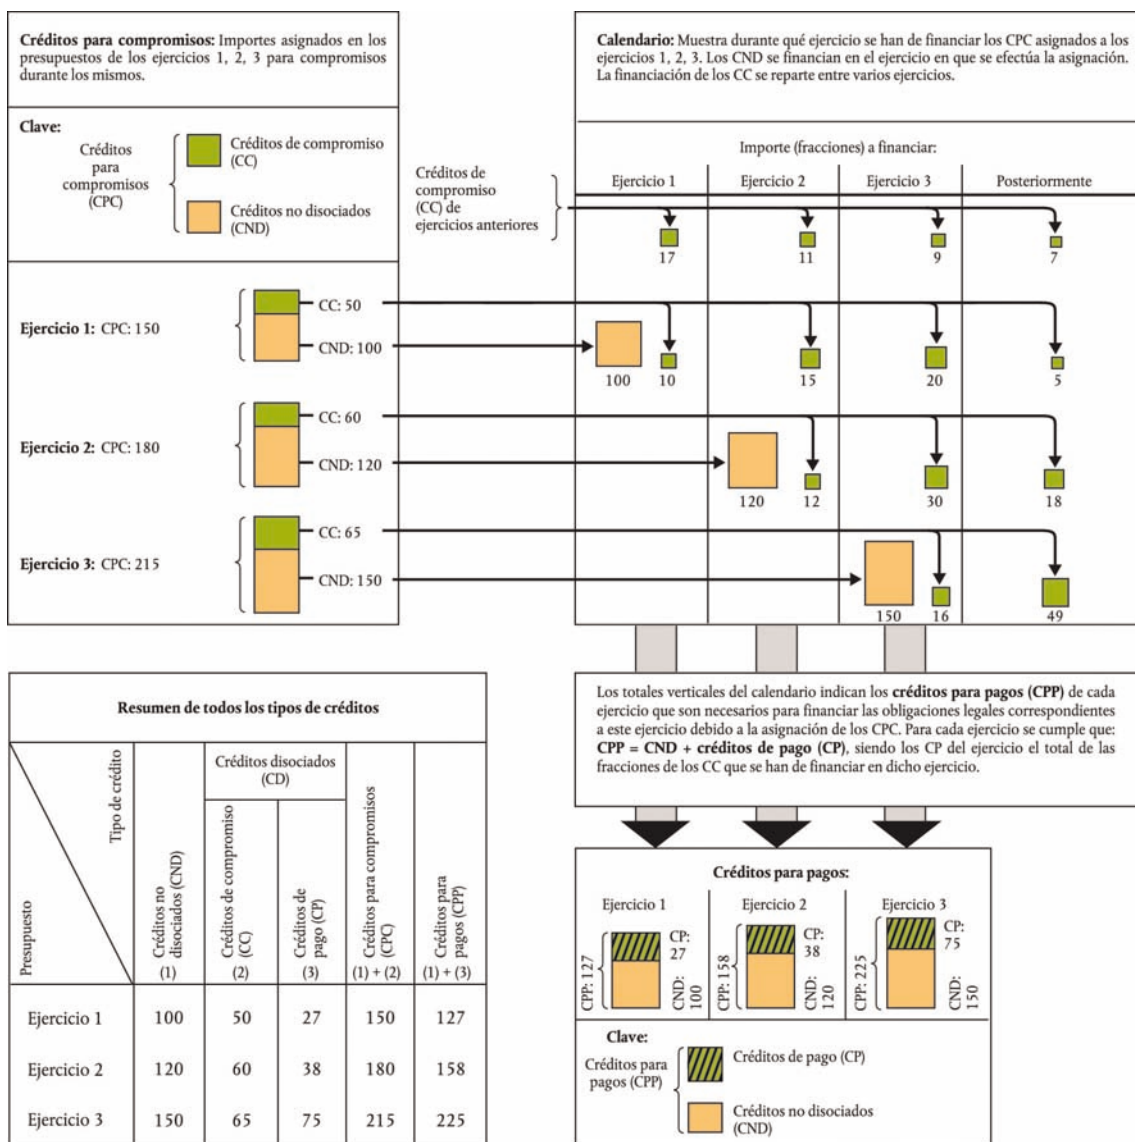 Créditos para compromisos: Importes asignados en los
presupuestos de los ejercicios 1, 2, 3 para compromisos
durante los mismos.
Clave:
Créditos
para
compromisos
(CPC)
Créditos de compromiso
(CC)
Créditos no disociados
(CND)
Calendario: Muestra durante qué ejercicio se han de financiar los CPC asignados a los
ejercicios 1, 2, 3. Los CND se financian en el ejercicio en que se efectúa la asignación.
La financiación de los CC se reparte entre varios ejercicios.
Importe (fracciones) a financiar:
Ejercicio 1 Ejercicio 2 Ejercicio 3 Posteriormente
Créditos de
compromiso
(CC) de
ejercicios anteriores
17 11 9 7
Ejercicio 1: CPC: 150
CC: 50
CND: 100
100 10 15 20 5
Ejercicio 2: CPC: 180
CC: 60
CND: 120
120 12 30 18
Ejercicio 3: CPC: 215
CC: 65
CND: 150
150 16 49
Resumen de todos los tipos de créditos
Tipo de crédito
Presupuesto
Créditos no
disociados (CND)
(1)
Créditos disociados
(CD)
Créditos de compromiso
(CC)
(2)
Créditos de
pago (CP)
(3)
Créditos para compromisos
(CPC)
(1) + (2)
Créditos para
pagos (CPP)
(1) + (3)
Ejercicio 1 100 50 27 150 127
Ejercicio 2 120 60 38 180 158
Ejercicio 3 150 65 75 215 225
Los totales verticales del calendario indican los créditos para pagos (CPP) de cada
ejercicio que son necesarios para financiar las obligaciones legales correspondientes
a este ejercicio debido a la asignación de los CPC. Para cada ejercicio se cumple que:
CPP = CND + créditos de pago (CP), siendo los CP del ejercicio el total de las
fracciones de los CC que se han de financiar en dicho ejercicio.
Créditos para pagos:
Ejercicio 1
CPP: 127
CP:
27
CND:
100
Ejercicio 2
CPP: 158
CP:
38
CND:
120
Ejercicio 3
CPP: 225
CP:
75
CND:
150
Clave:
Créditos para
pagos (CPP)
Créditos de pago (CP)
Créditos no disociados
(CND)